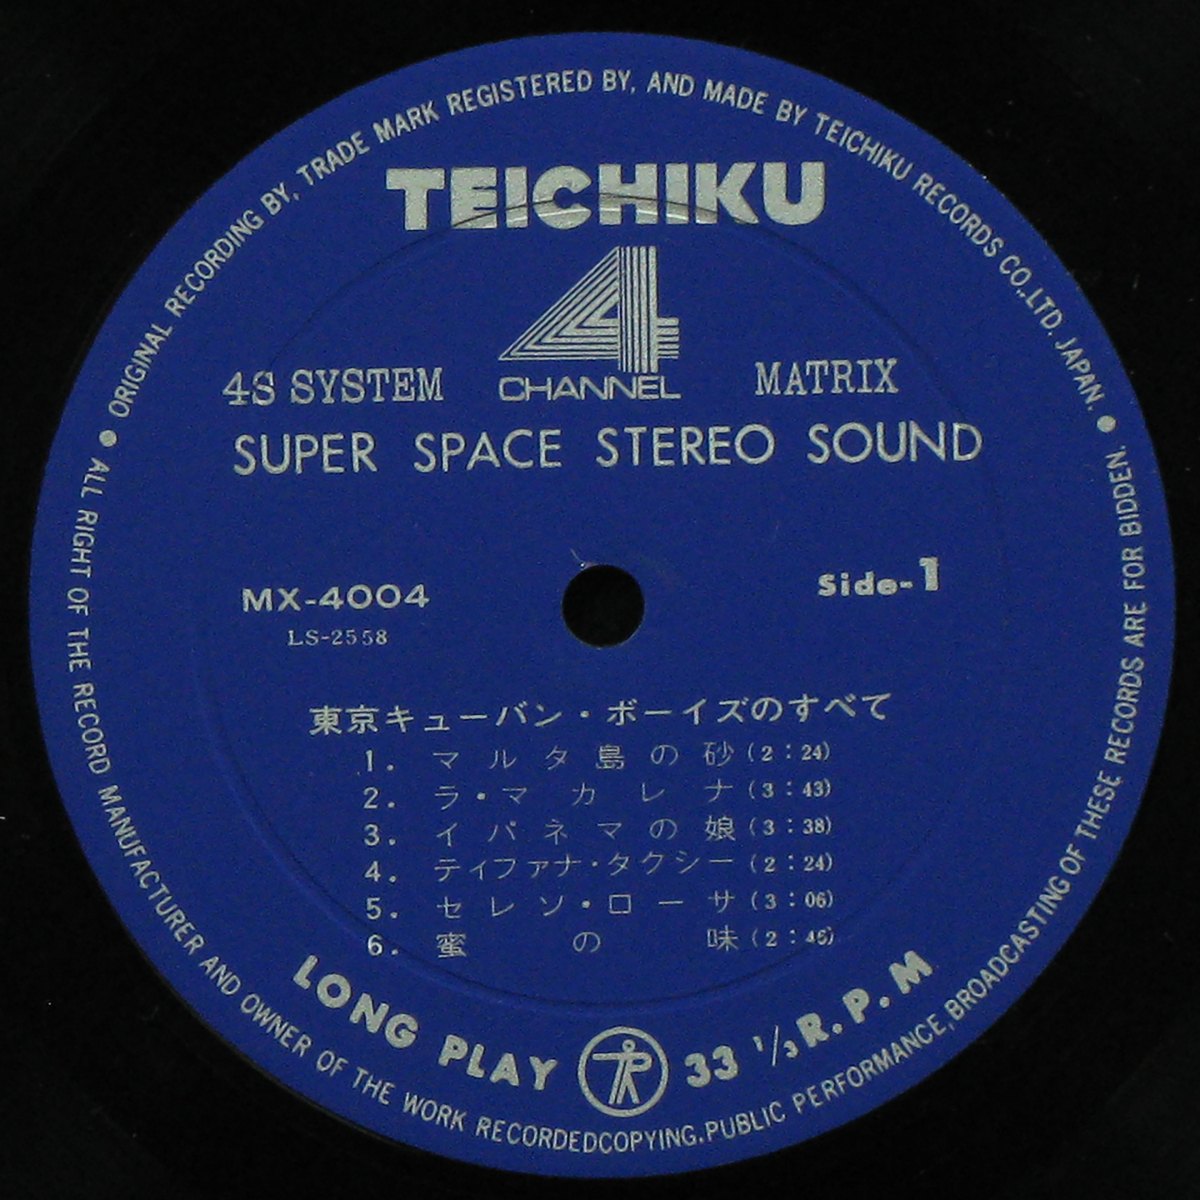 ● ORIGINAL RECORDING BY, TRADE MARK REGISTERED BY, AND MADE BY TEICHIKU RECORDS CO., LTD. JAPAN. ●
TEICHIKU
4
CHANNEL
4S SYSTEM MATRIX
SUPER SPACE STEREO SOUND
MX-4004 Side-1
LS-2558
東京キューバン・ボーイズのすべて
1. マルタ島の砂 (2:24)
2. ラ・マカレナ (3:43)
3. イパネマの娘 (3:38)
4. ティファナ・タクシー (2:24)
5. セレソ・ローサ (3:06)
6. 蜜の味 (2:46)
LONG PLAY 33 1/3 R.P.M
ALL RIGHT OF THE RECORD MANUFACTURER AND OWNER OF THE WORK RECORDEDCOPYING.PUBLIC PERFORMANCE,BROADCASTING OF THESE RECORDS ARE FOR BIDDEN.